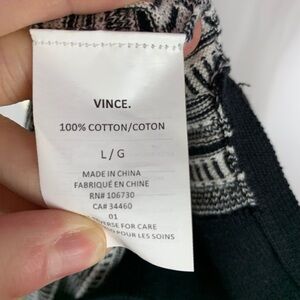 VINCE.
100% COTTON/COTON
L / G
MADE IN CHINA
FABRIQUÉ EN CHINE
RN# 106730
CA# 34460
01
FOR CARE
POUR LES SOINS